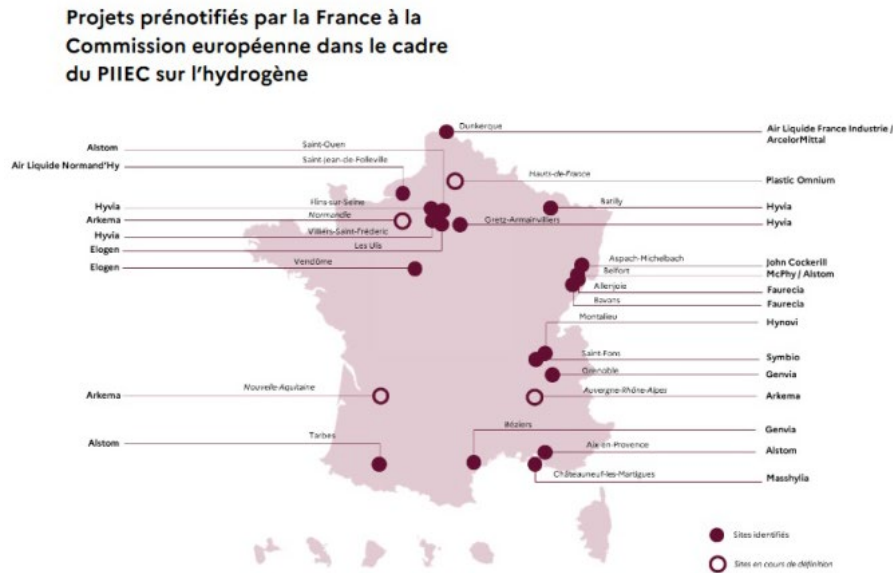 Projets prénotifiés par la France à la
Commission européenne dans le cadre
du PIIEC sur l'hydrogène
Dunkerque
Air Liquide France Industrie /
ArcelorMittal
Alstom
Saint-Ouen
Air Liquide Normand'Hy
Saint-Jean-de-Folleville
Hauts-de-France
Plastic Omnium
Hyvia
Flins-sur-Seine
Batilly
Hyvia
Arkema
Normandie
Gretz-Armainvilliers
Hyvia
Hyvia
Villiers-Saint-Fréderic
Elogen
Les Ulis
Elogen
Vendôme
Aspach-Michelbach
John Cockerill
Belfort
McPhy / Alstom
Allenjoie
Faurecia
Bavans
Faurecia
Montalieu
Hynovi
Saint-Fons
Symbio
Grenoble
Genvia
Arkema
Nouvelle-Aquitaine
Auvergne-Rhône-Alpes
Arkema
Béziers
Genvia
Alstom
Tarbes
Aix-en-Provence
Alstom
Châteauneuf-les-Martigues
Masshylia
Sites identifiés
Sites en cours de définition